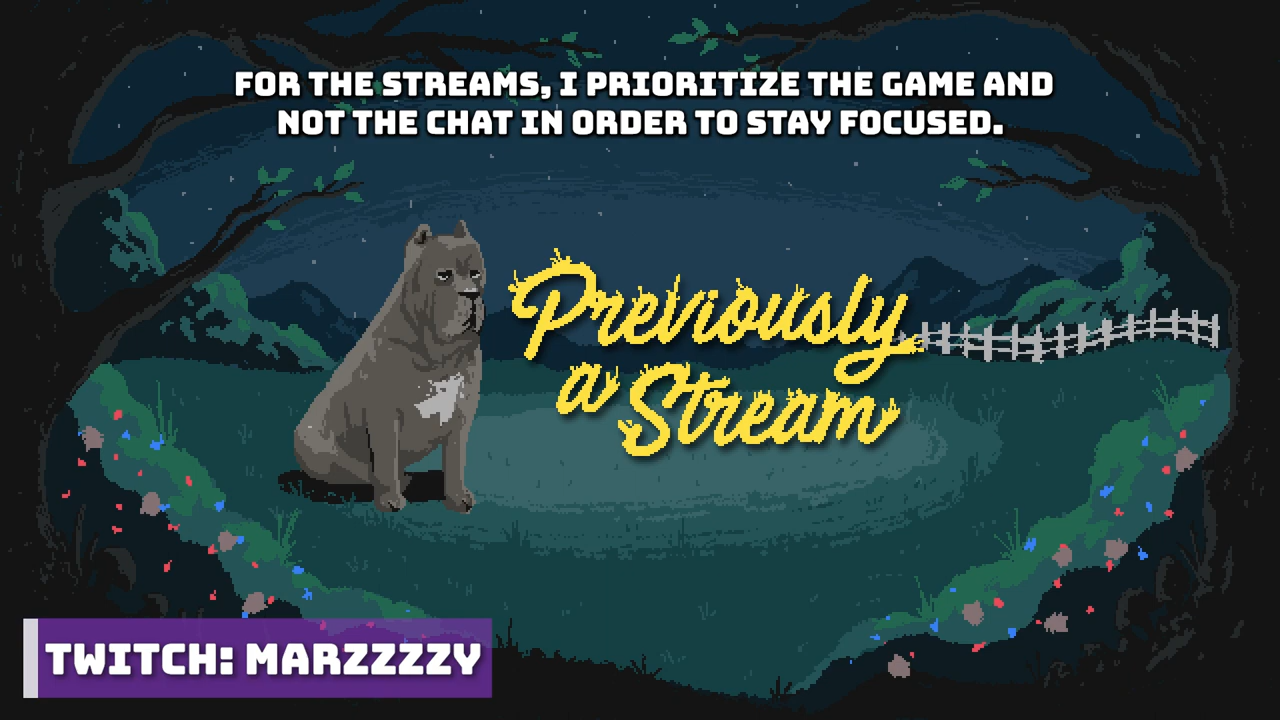 FOR THE STREAMS, I PRIORITIZE THE GAME AND
NOT THE CHAT IN ORDER TO STAY FOCUSED.
Previously
a Stream
TWITCH: MARZZZZY